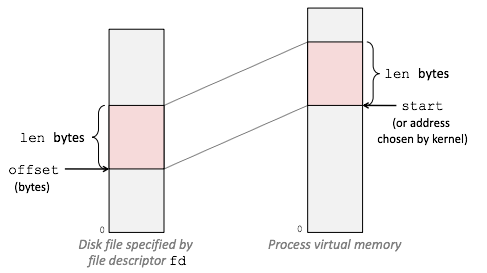 len bytes
start
(or address
chosen by kernel)
len bytes
offset
(bytes)
0
0
Disk file specified by
file descriptor fd
Process virtual memory